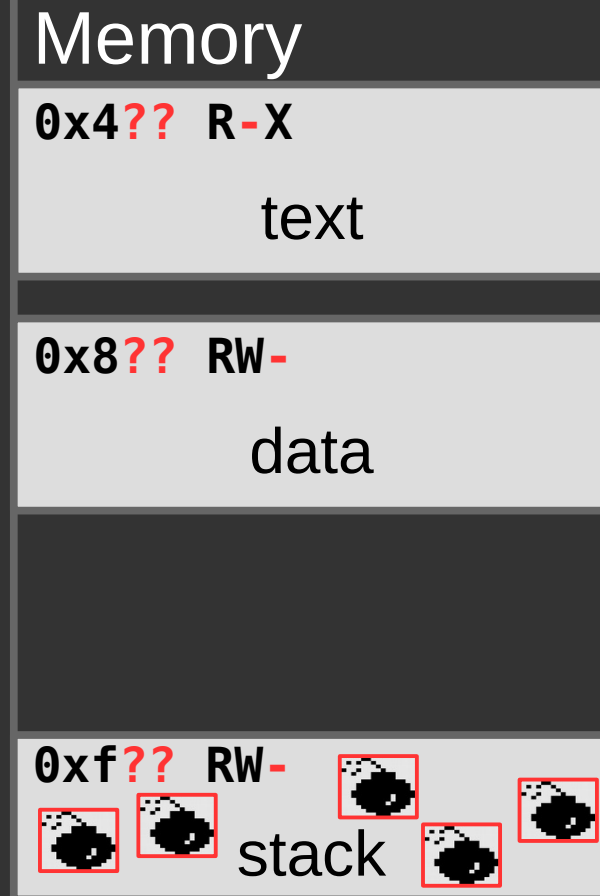 Memory
0x4?? R-X
text
0x8?? RW-
data
0xf?? RW-
stack